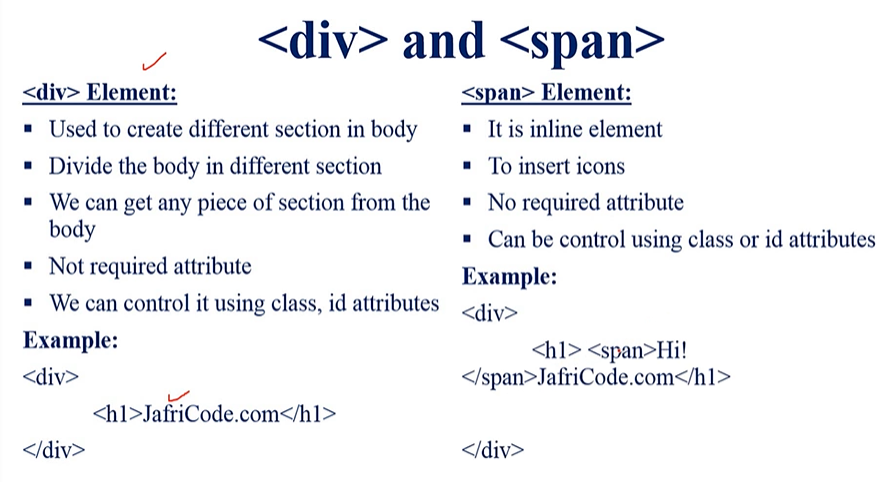 <div> and <span>
<div> Element:
▪ Used to create different section in body
▪ Divide the body in different section
▪ We can get any piece of section from the
body
▪ Not required attribute
▪ We can control it using class, id attributes
Example:
<div>
<h1>JafriCode.com</h1>
</div>
<span> Element:
▪ It is inline element
▪ To insert icons
▪ No required attribute
▪ Can be control using class or id attributes
Example:
<div>
<h1> <span>Hi!
</span>JafriCode.com</h1>
</div>